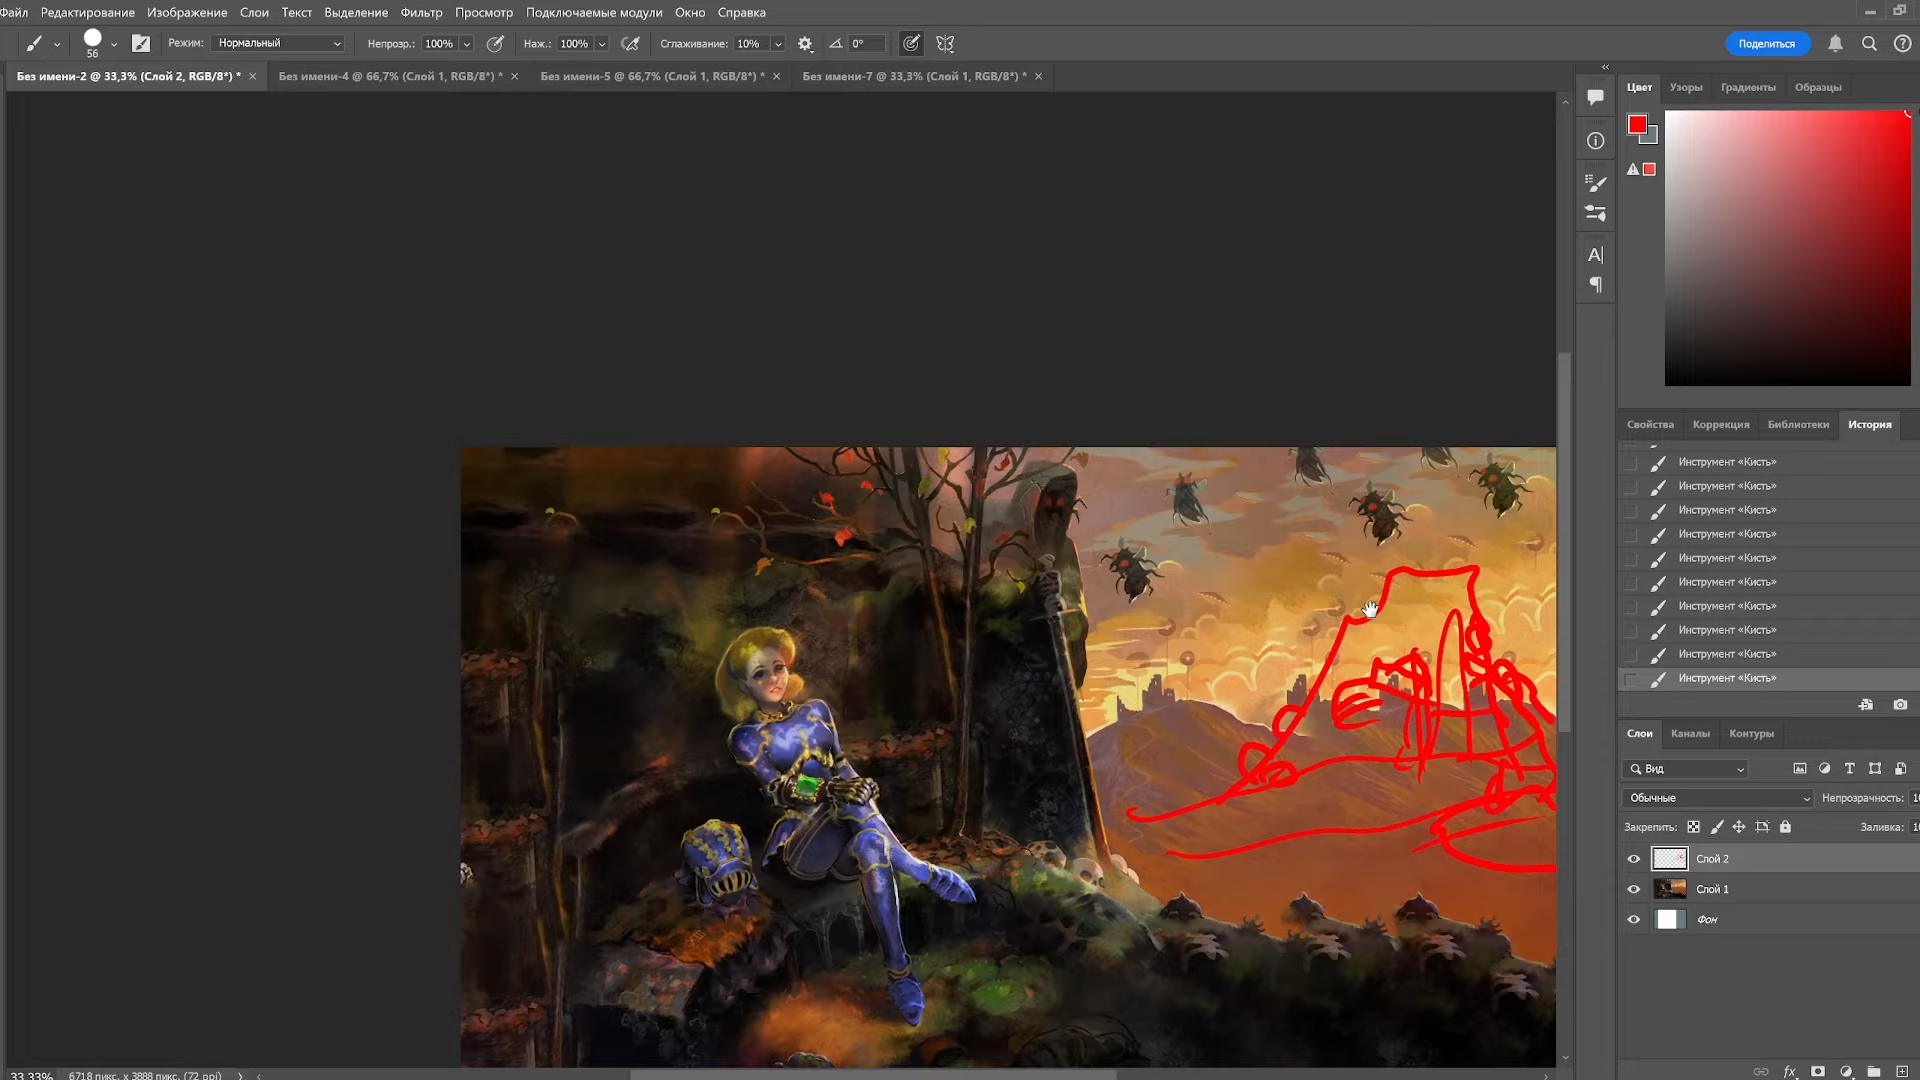 Файл Редактирование Изображение Слои Текст Выделение Фильтр Просмотр Подключаемые модули Окно Справка
56 Режим: Нормальный Непрозр.: 100% Наж.: 100% Сглаживание: 10% 0° Поделиться
Без имени-2 @ 33,3% (Слой 2, RGB/8*) * Без имени-4 @ 66,7% (Слой 1, RGB/8*) * Без имени-5 @ 66,7% (Слой 1, RGB/8*) * Без имени-7 @ 33,3% (Слой 1, RGB/8*) *
Цвет Узоры Градиенты Образцы
Свойства Коррекция Библиотеки История
Инструмент «Кисть»
Инструмент «Кисть»
Инструмент «Кисть»
Инструмент «Кисть»
Инструмент «Кисть»
Инструмент «Кисть»
Инструмент «Кисть»
Инструмент «Кисть»
Инструмент «Кисть»
Инструмент «Кисть»
Слои Каналы Контуры
Вид
Обычные Непрозрачность: 10
Закрепить: Заливка: 10
Слой 2
Слой 1
Фон
33,33% 6718 пикс. x 3888 пикс. (72 ppi)